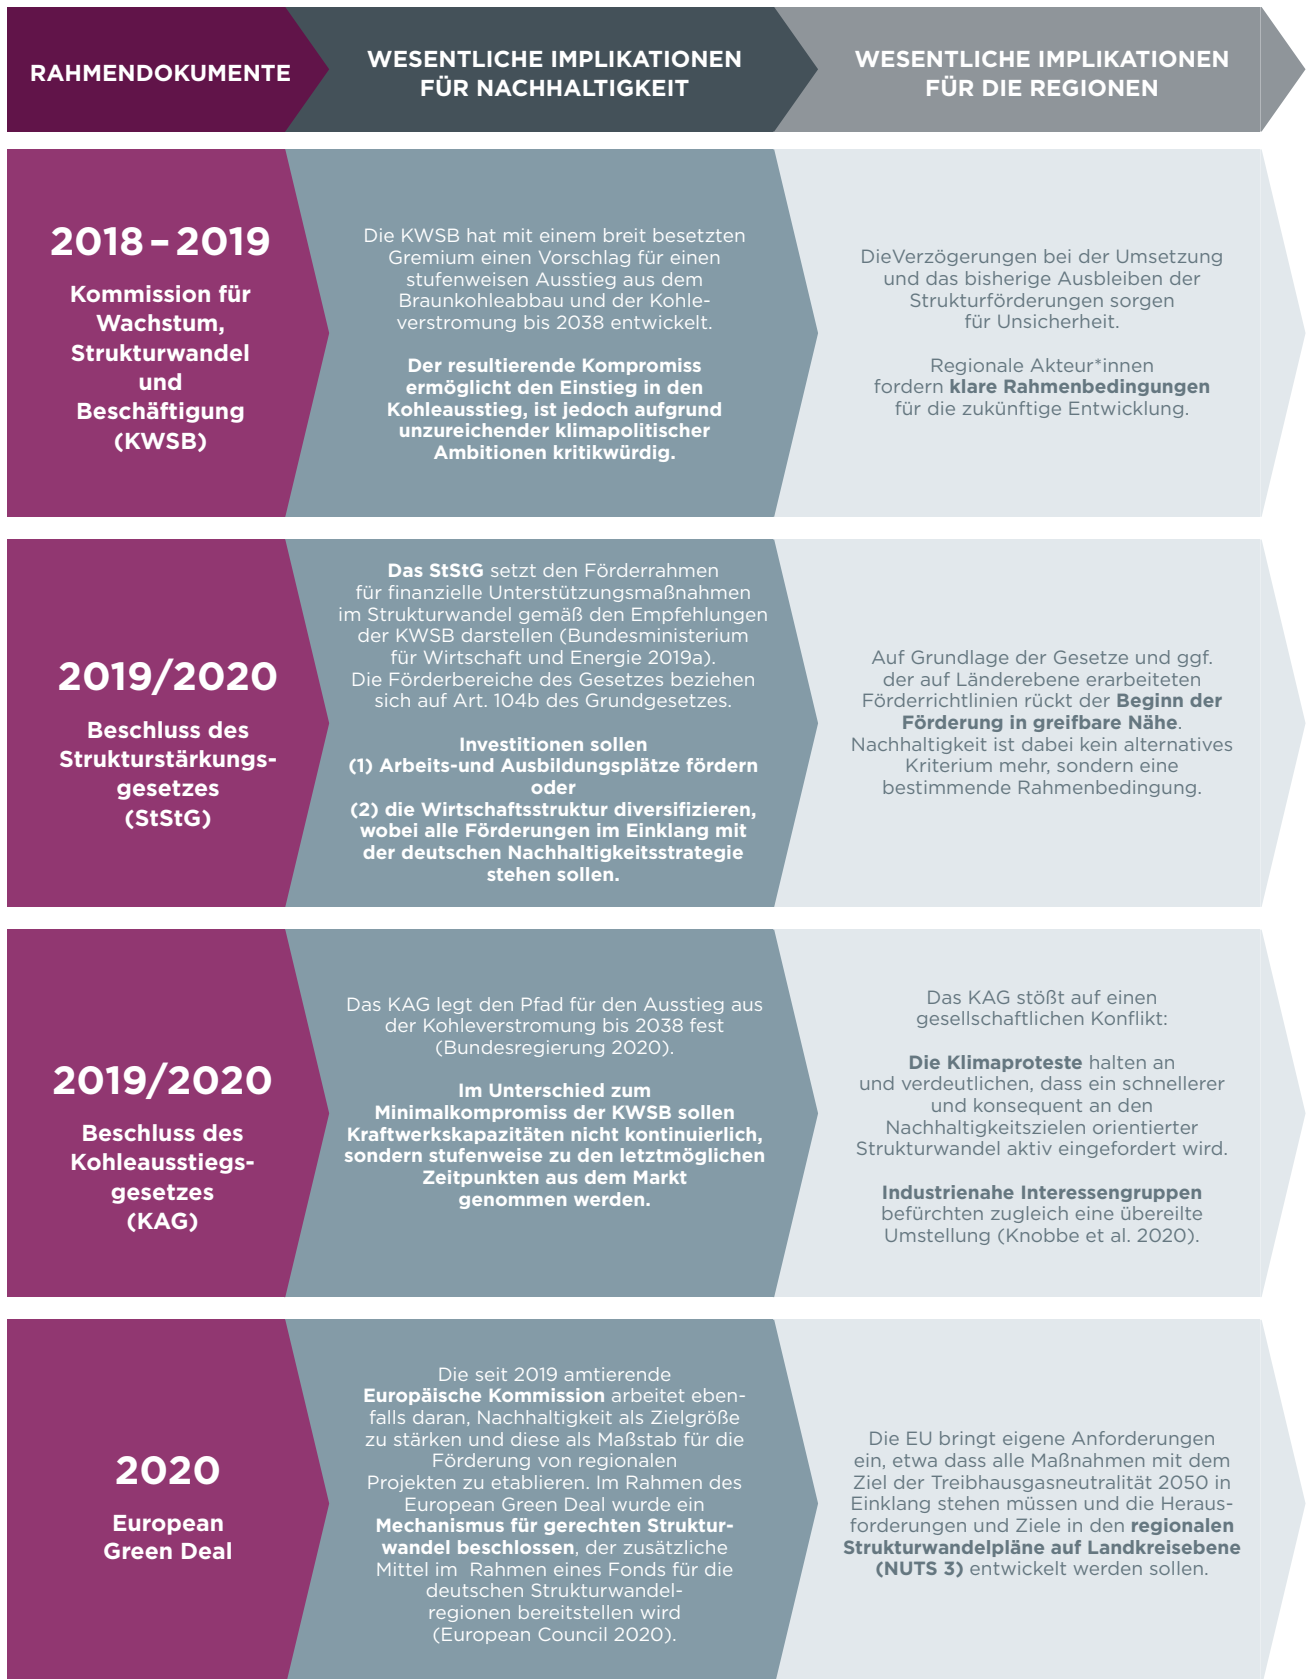 RAHMENDOKUMENTE
WESENTLICHE IMPLIKATIONEN
FÜR NACHHALTIGKEIT
WESENTLICHE IMPLIKATIONEN
FÜR DIE REGIONEN
2018 – 2019
Kommission für
Wachstum,
Strukturwandel
und
Beschäftigung
(KWSB)
Die KWSB hat mit einem breit besetzten
Gremium einen Vorschlag für einen
stufenweisen Ausstieg aus dem
Braunkohleabbau und der Kohle-
verstromung bis 2038 entwickelt.
Der resultierende Kompromiss
ermöglicht den Einstieg in den
Kohleausstieg, ist jedoch aufgrund
unzureichender klimapolitischer
Ambitionen kritikwürdig.
DieVerzögerungen bei der Umsetzung
und das bisherige Ausbleiben der
Strukturförderungen sorgen
für Unsicherheit.
Regionale Akteur*innen
fordern klare Rahmenbedingungen
für die zukünftige Entwicklung.
2019/2020
Beschluss des
Strukturstärkungs-
gesetzes
(StStG)
Das StStG setzt den Förderrahmen
für finanzielle Unterstützungsmaßnahmen
im Strukturwandel gemäß den Empfehlungen
der KWSB darstellen (Bundesministerium
für Wirtschaft und Energie 2019a).
Die Förderbereiche des Gesetzes beziehen
sich auf Art. 104b des Grundgesetzes.
Investitionen sollen
(1) Arbeits-und Ausbildungsplätze fördern
oder
(2) die Wirtschaftsstruktur diversifizieren,
wobei alle Förderungen im Einklang mit
der deutschen Nachhaltigkeitsstrategie
stehen sollen.
Auf Grundlage der Gesetze und ggf.
der auf Länderebene erarbeiteten
Förderrichtlinien rückt der Beginn der
Förderung in greifbare Nähe.
Nachhaltigkeit ist dabei kein alternatives
Kriterium mehr, sondern eine
bestimmende Rahmenbedingung.
2019/2020
Beschluss des
Kohleausstiegs-
gesetzes
(KAG)
Das KAG legt den Pfad für den Ausstieg aus
der Kohleverstromung bis 2038 fest
(Bundesregierung 2020).
Im Unterschied zum
Minimalkompromiss der KWSB sollen
Kraftwerkskapazitäten nicht kontinuierlich,
sondern stufenweise zu den letztmöglichen
Zeitpunkten aus dem Markt
genommen werden.
Das KAG stößt auf einen
gesellschaftlichen Konflikt:
Die Klimaproteste halten an
und verdeutlichen, dass ein schnellerer
und konsequent an den
Nachhaltigkeitszielen orientierter
Strukturwandel aktiv eingefordert wird.
Industrienahe Interessengruppen
befürchten zugleich eine übereilte
Umstellung (Knobbe et al. 2020).
2020
European
Green Deal
Die seit 2019 amtierende
Europäische Kommission arbeitet eben-
falls daran, Nachhaltigkeit als Zielgröße
zu stärken und diese als Maßstab für die
Förderung von regionalen
Projekten zu etablieren. Im Rahmen des
European Green Deal wurde ein
Mechanismus für gerechten Struktur-
wandel beschlossen, der zusätzliche
Mittel im Rahmen eines Fonds für die
deutschen Strukturwandel-
regionen bereitstellen wird
(European Council 2020).
Die EU bringt eigene Anforderungen
ein, etwa dass alle Maßnahmen mit dem
Ziel der Treibhausgasneutralität 2050 in
Einklang stehen müssen und die Heraus-
forderungen und Ziele in den regionalen
Strukturwandelpläne auf Landkreisebene
(NUTS 3) entwickelt werden sollen.